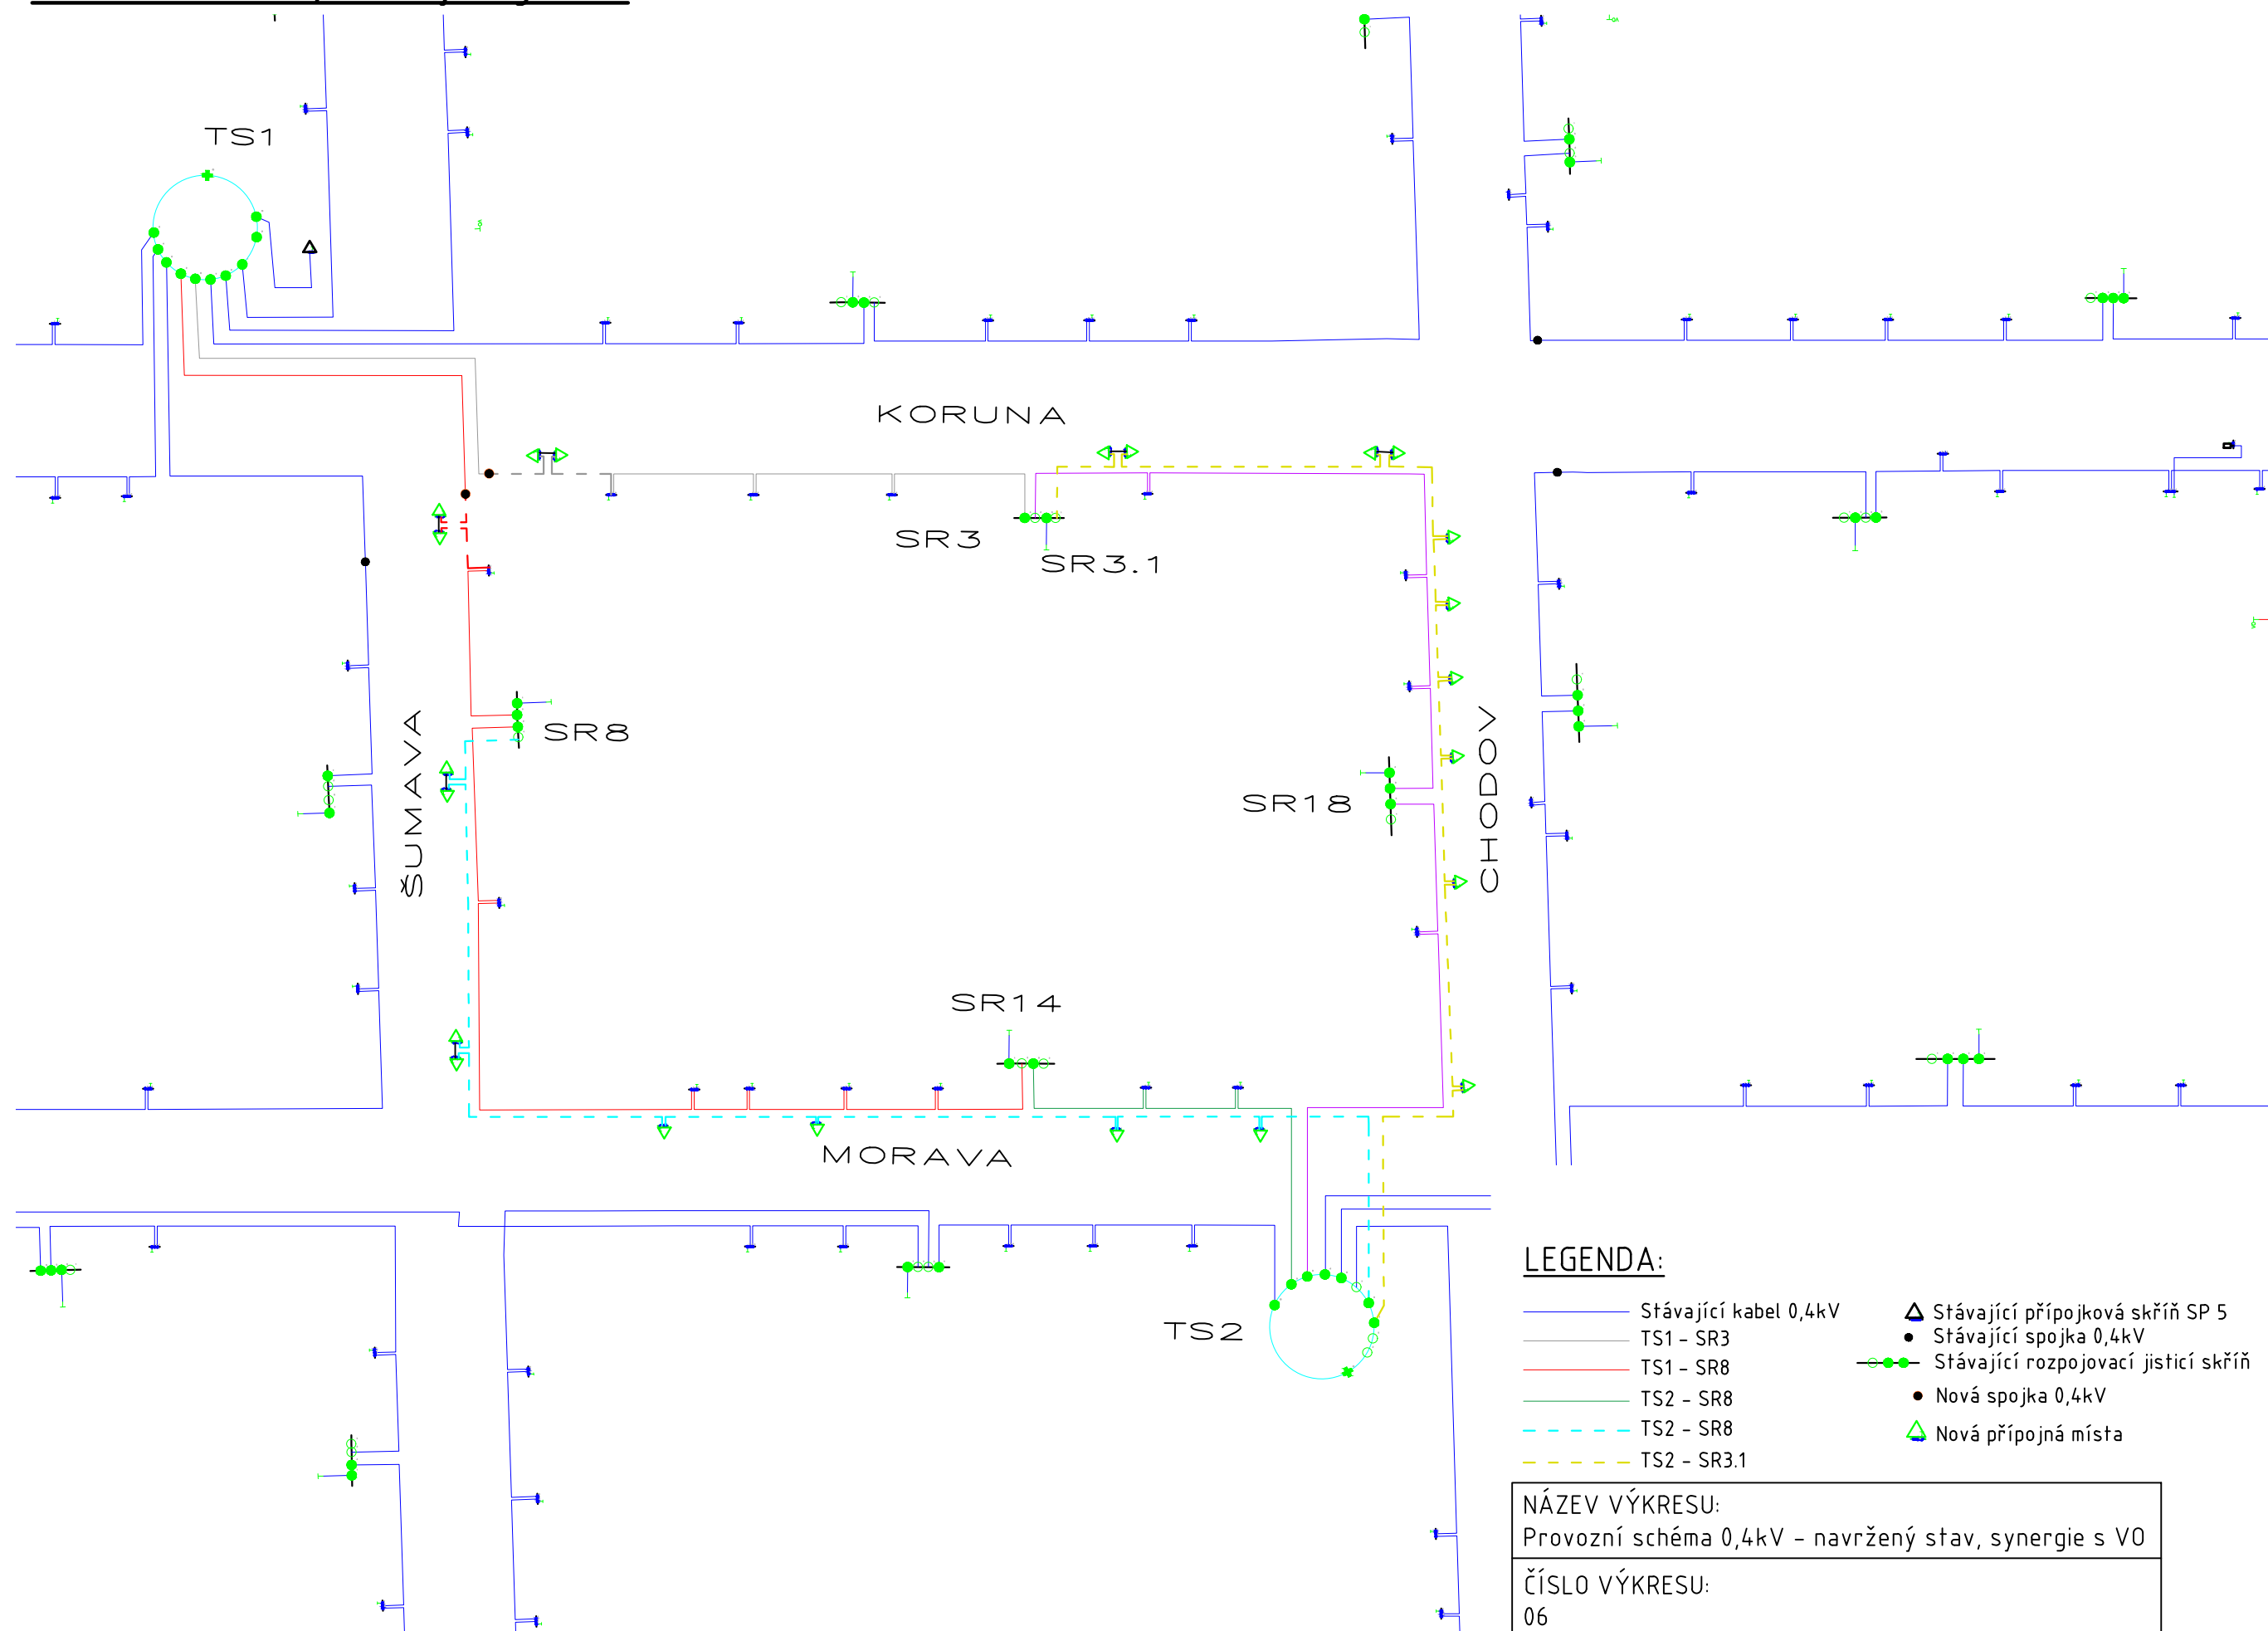 TS1
KORUNA
SR3
SR3.1
ŠUMAVA
SR8
SR18
CHODOV
SR14
MORAVA
TS2
LEGENDA:
Stávající kabel 0,4kV
TS1 - SR3
TS1 - SR8
TS2 - SR8
TS2 - SR8
TS2 - SR3.1
Stávající přípojková skříň SP 5
Stávající spojka 0,4kV
Stávající rozpojovací jisticí skříň
Nová spojka 0,4kV
Nová přípojná místa
NÁZEV VÝKRESU:
Provozní schéma 0,4kV - navržený stav, synergie s VO
ČÍSLO VÝKRESU:
06